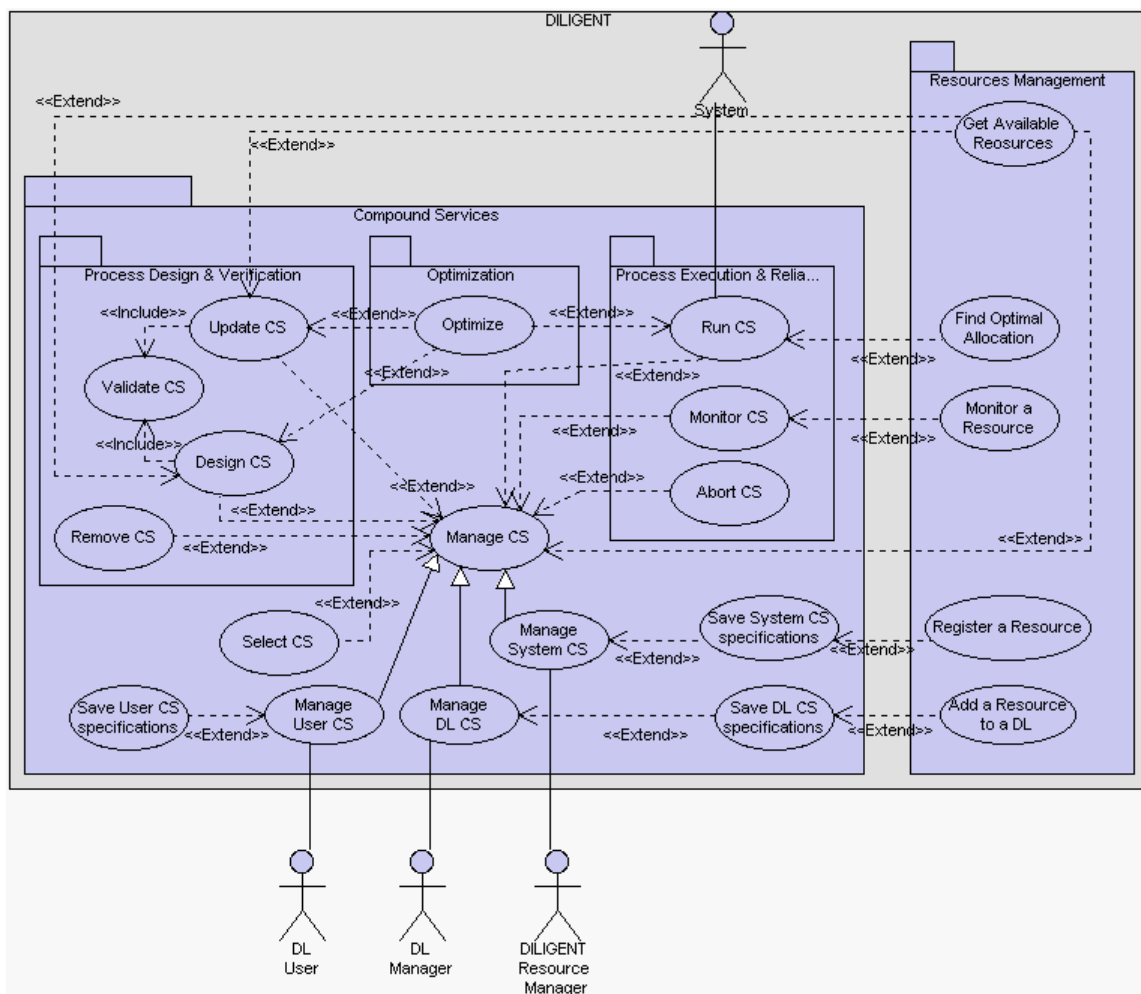 DILIGENT
Resources Management
<<Extend>>
System
Get Available
Reosurces
<<Extend>>
Compound Services
Process Design & Verification
Optimization
Process Execution & Relia...
<<Include>>
Update CS
<<Extend>>
Optimize
<<Extend>>
Run CS
Find Optimal
Allocation
<<Extend>>
<<Extend>>
<<Extend>>
Validate CS
Monitor CS
<<Extend>>
<<Extend>>
Monitor a
Resource
<<Include>>
Design CS
<<Extend>>
<<Extend>>
Abort CS
<<Extend>>
Remove CS
<<Extend>>
Manage CS
<<Extend>>
<<Extend>>
Select CS
Manage
System CS
<<Extend>>
Save System CS
specifications
<<Extend>>
Register a Resource
Save User CS
specifications
<<Extend>>
Manage
User CS
Manage
DL CS
<<Extend>>
Save DL CS
specifications
<<Extend>>
Add a Resource
to a DL
DL
User
DL
Manager
DILIGENT
Resource
Manager